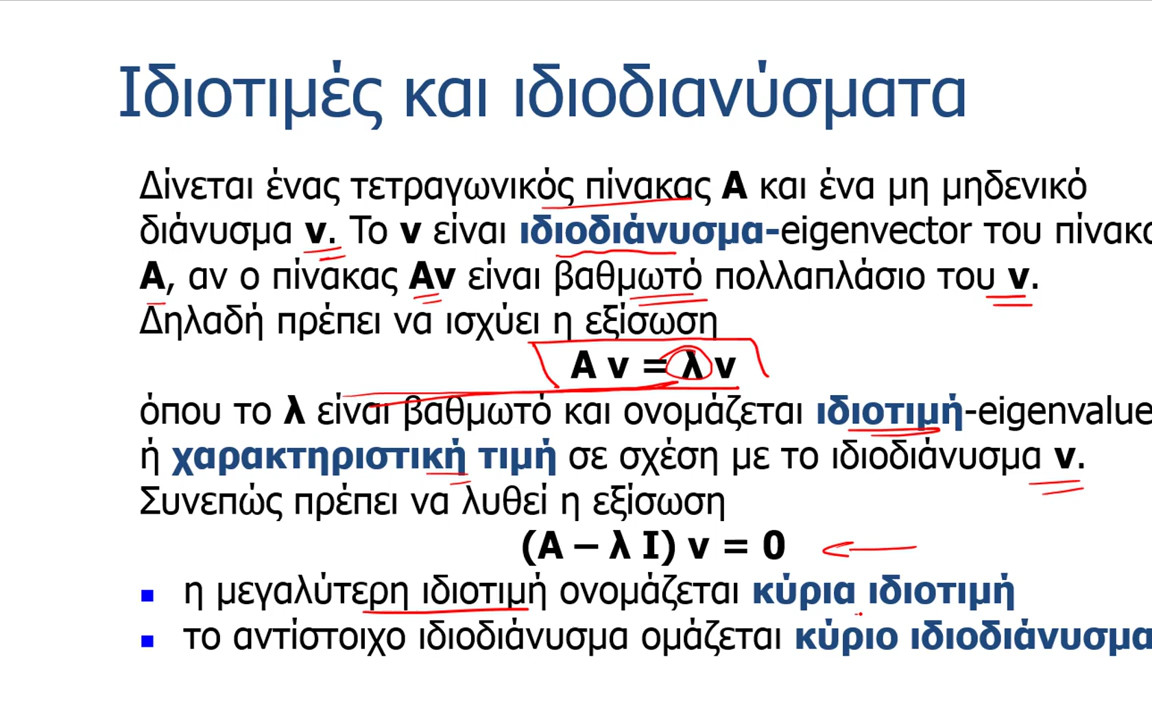 Ιδιοτιμές και ιδιοδιανύσματα
Δίνεται ένας τετραγωνικός πίνακας Α και ένα μη μηδενικό
διάνυσμα v. Το v είναι ιδιοδιάνυσμα-eigenvector του πίνακα
Α, αν ο πίνακας Αv είναι βαθμωτό πολλαπλάσιο του v.
Δηλαδή πρέπει να ισχύει η εξίσωση
Α v = λ v
όπου το λ είναι βαθμωτό και ονομάζεται ιδιοτιμή-eigenvalue
ή χαρακτηριστική τιμή σε σχέση με το ιδιοδιάνυσμα v.
Συνεπώς πρέπει να λυθεί η εξίσωση
(Α – λ Ι) v = 0
η μεγαλύτερη ιδιοτιμή ονομάζεται κύρια ιδιοτιμή
το αντίστοιχο ιδιοδιάνυσμα ομάζεται κύριο ιδιοδιάνυσμα